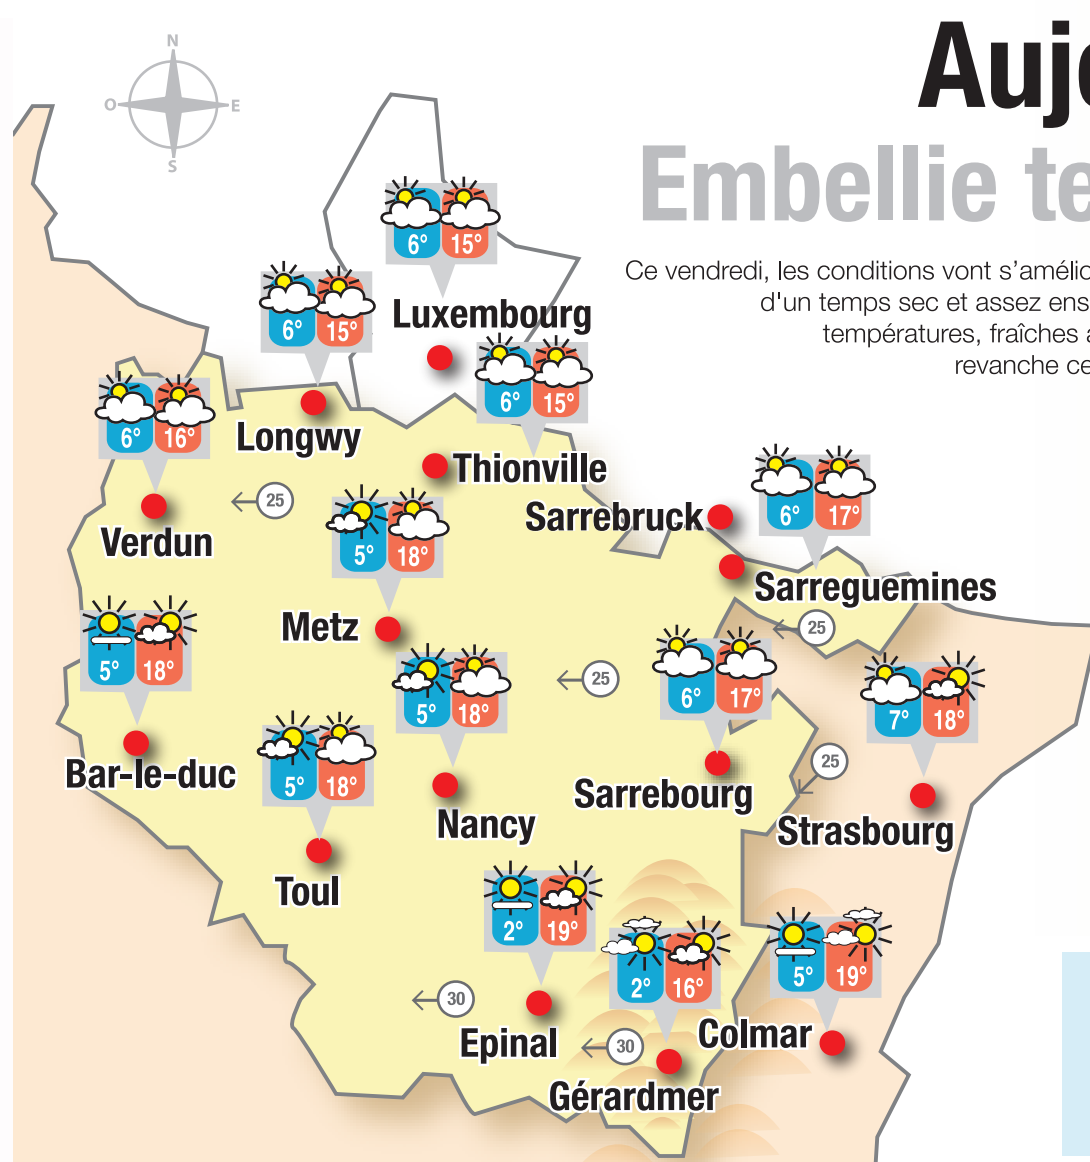 Aujo
Embellie te
Ce vendredi, les conditions vont s'amélio
d'un temps sec et assez ens
températures, fraîches a
revanche ce
N
O
E
S
6° 15°
Luxembourg
6° 15°
Longwy
6° 15°
Thionville
6° 16°
Verdun
25
Sarrebruck
6° 17°
Sarreguemines
5° 18°
Metz
25
5° 18°
Bar-le-duc
5° 18°
Nancy
25
6° 17°
Sarrebourg
7° 18°
Strasbourg
25
5° 18°
Toul
2° 19°
Epinal
30
2° 16°
Gérardmer
30
5° 19°
Colmar